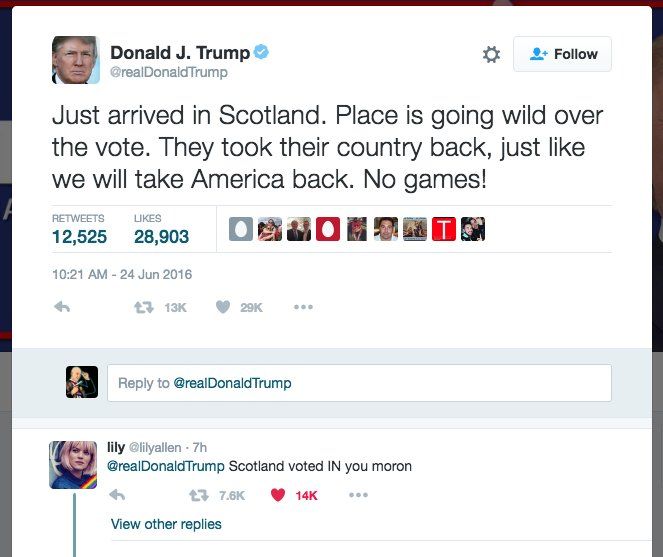 Donald J. Trump
@realDonaldTrump
Follow
Just arrived in Scotland. Place is going wild over
the vote. They took their country back, just like
we will take America back. No games!
RETWEETS LIKES
12,525 28,903
T
10:21 AM - 24 Jun 2016
13K 29K
Reply to @realDonaldTrump
lily @lilyallen · 7h
@realDonaldTrump Scotland voted IN you moron
7.6K 14K
View other replies